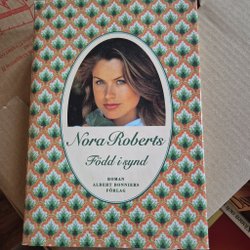 Nora Roberts
Född i synd
ROMAN
ALBERT BONNIERS
FÖRLAG